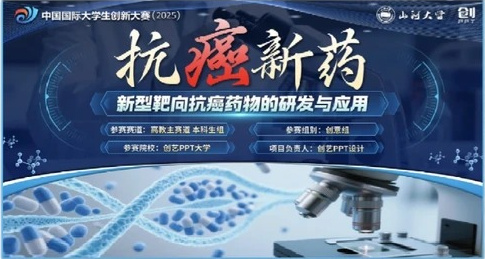 中国国际大学生创新大赛（2025）
山河大学
创
PPT
抗癌新药
新型靶向抗癌药物的研发与应用
参赛赛道：高教主赛道 本科生组
参赛组别：创意组
参赛院校：创艺PPT大学
项目负责人：创艺PPT设计